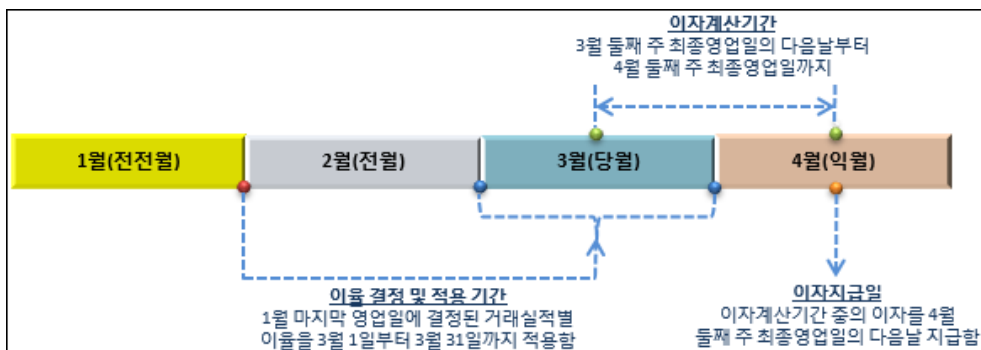 이자계산기간
3월 둘째 주 최종영업일의 다음날부터
4월 둘째 주 최종영업일까지
1월(전전월)
2월(전월)
3월(당월)
4월(익월)
이율 결정 및 적용 기간
1월 마지막 영업일에 결정된 거래실적별
이율을 3월 1일부터 3월 31일까지 적용함
이자지급일
이자계산기간 중의 이자를 4월
둘째 주 최종영업일의 다음날 지급함